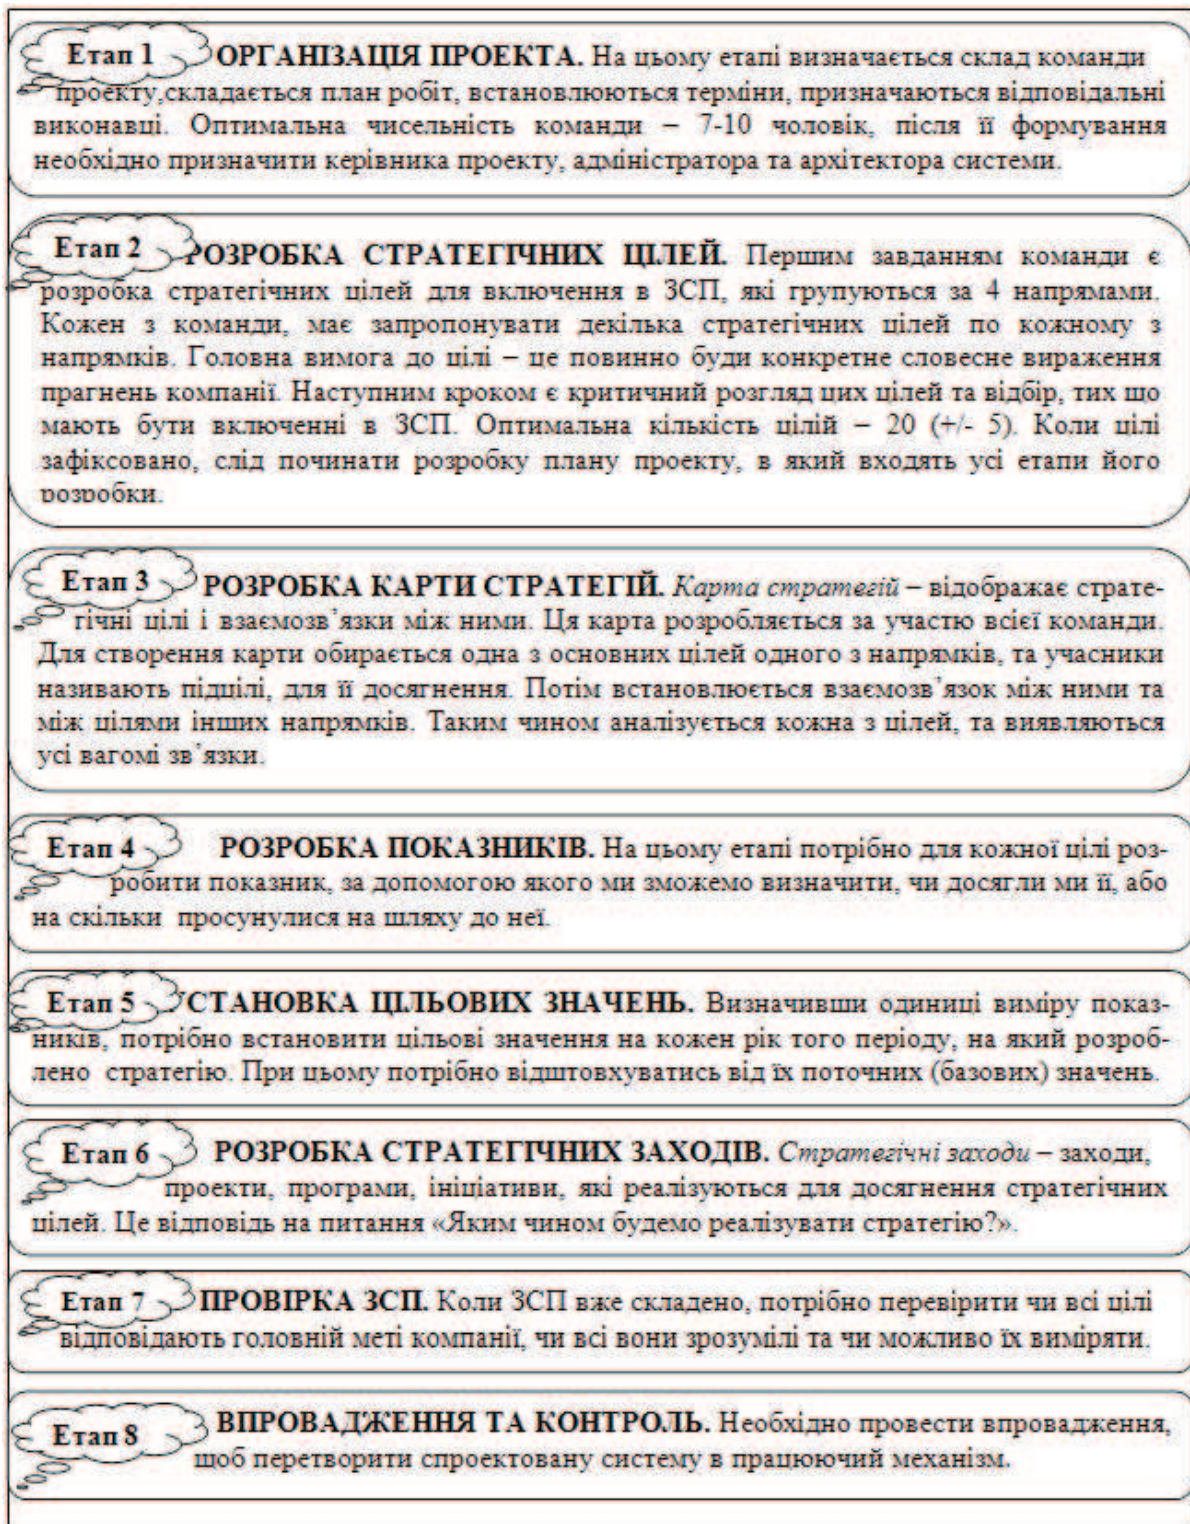 Етап 1 ОРГАНІЗАЦІЯ ПРОЕКТА. На цьому етапі визначається склад команди
проекту,складається план робіт, встановлюються терміни, призначаються відповідальні
виконавці. Оптимальна чисельність команди – 7-10 чоловік, після її формування
необхідно призначити керівника проекту, адміністратора та архітектора системи.
Етап 2 РОЗРОБКА СТРАТЕГІЧНИХ ЦІЛЕЙ. Першим завданням команди є
розробка стратегічних цілей для включення в ЗСП, які групуються за 4 напрямами.
Кожен з команди, має запропонувати декілька стратегічних цілей по кожному з
напрямків. Головна вимога до цілі – це повинно буди конкретне словесне вираження
прагнень компанії. Наступним кроком є критичний розгляд цих цілей та відбір, тих що
мають бути включенні в ЗСП. Оптимальна кількість цілій – 20 (+/- 5). Коли цілі
зафіксовано, слід починати розробку плану проекту, в який входять усі етапи його
розробки.
Етап 3 РОЗРОБКА КАРТИ СТРАТЕГІЙ. Карта стратегій – відображає страте-
гічні цілі і взаємозв’язки між ними. Ця карта розробляється за участю всієї команди.
Для створення карти обирається одна з основних цілей одного з напрямків, та учасники
називають підцілі, для її досягнення. Потім встановлюється взаємозв’язок між ними та
між цілями інших напрямків. Таким чином аналізується кожна з цілей, та виявляються
усі вагомі зв’язки.
Етап 4 РОЗРОБКА ПОКАЗНИКІВ. На цьому етапі потрібно для кожної цілі роз-
робити показник, за допомогою якого ми зможемо визначити, чи досягли ми її, або
на скільки просунулися на шляху до неї.
Етап 5 УСТАНОВКА ЦІЛЬОВИХ ЗНАЧЕНЬ. Визначивши одиниці виміру показ-
ників, потрібно встановити цільові значення на кожен рік того періоду, на який розроб-
лено стратегію. При цьому потрібно відштовхуватись від їх поточних (базових) значень.
Етап 6 РОЗРОБКА СТРАТЕГІЧНИХ ЗАХОДІВ. Стратегічні заходи – заходи,
проекти, програми, ініціативи, які реалізуються для досягнення стратегічних
цілей. Це відповідь на питання «Яким чином будемо реалізувати стратегію?».
Етап 7 ПРОВІРКА ЗСП. Коли ЗСП вже складено, потрібно перевірити чи всі цілі
відповідають головній меті компанії, чи всі вони зрозумілі та чи можливо їх виміряти.
Етап 8 ВПРОВАДЖЕННЯ ТА КОНТРОЛЬ. Необхідно провести впровадження,
щоб перетворити спроектовану систему в працюючий механізм.